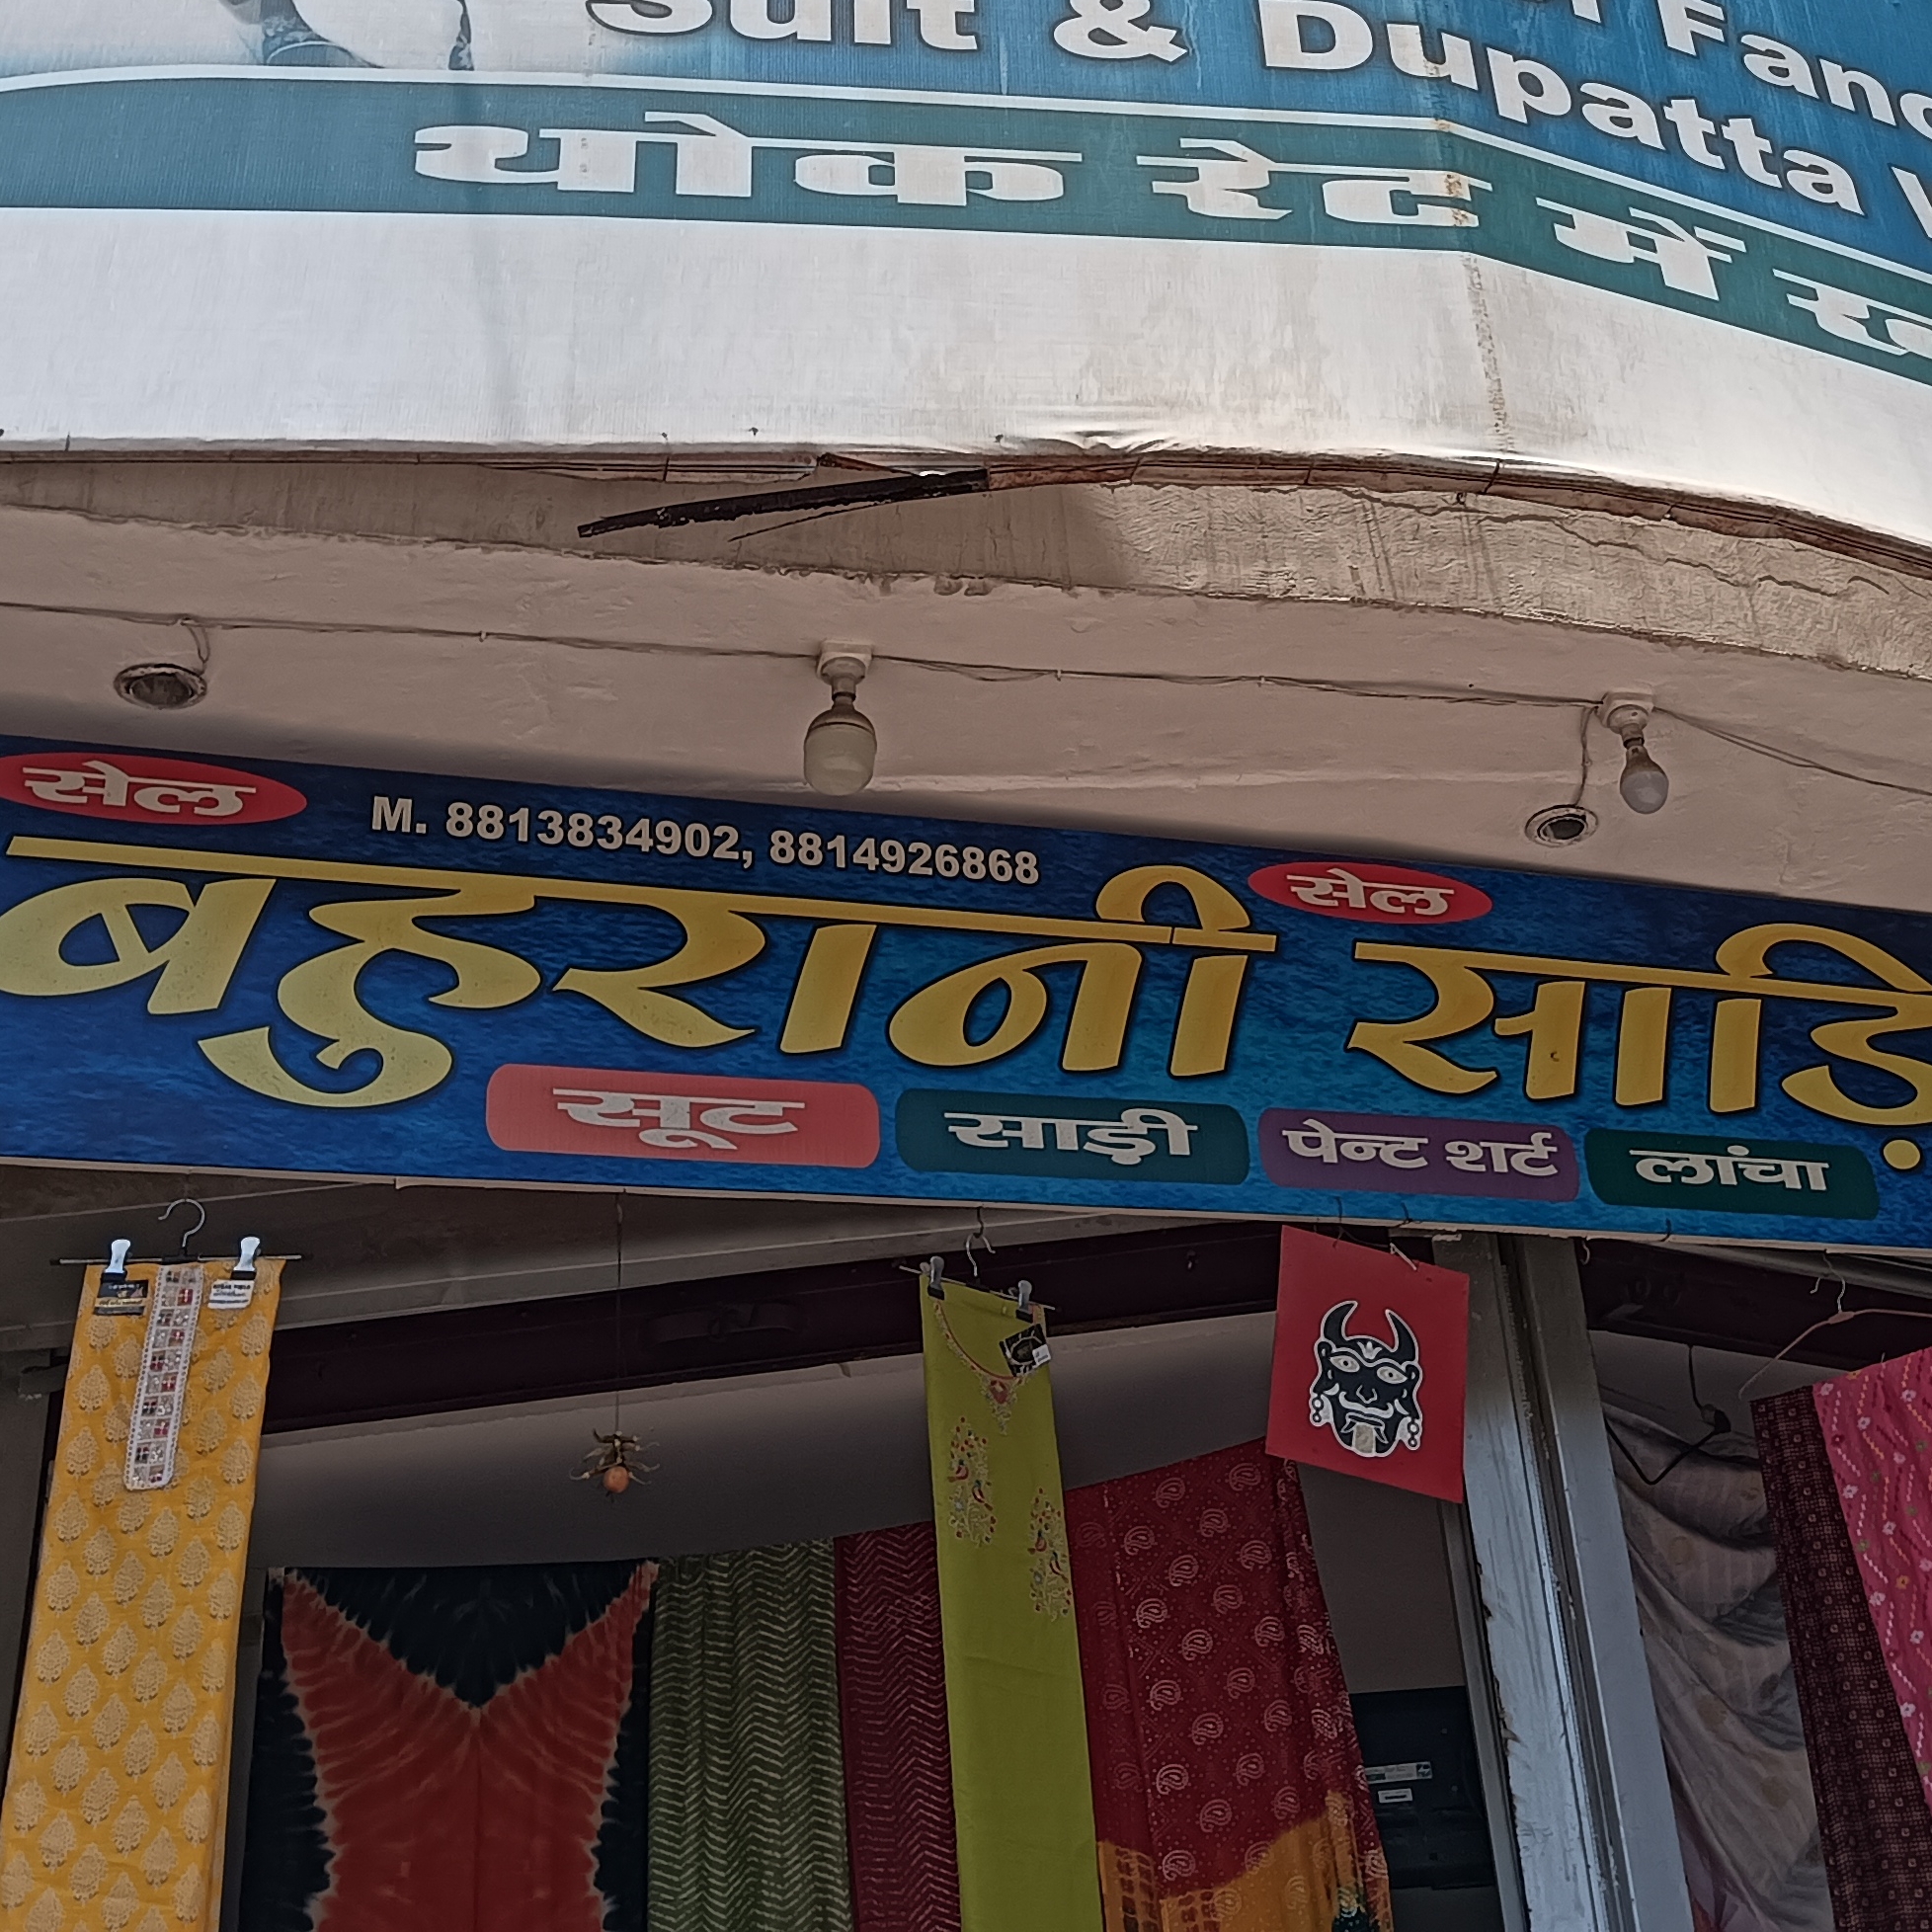 Suit & Dupatta
थोक रेट में
सेल
M. 8813834902, 8814926868
सेल
बहुरानी
सूट
साड़ी
पेन्ट शर्ट
लांचा